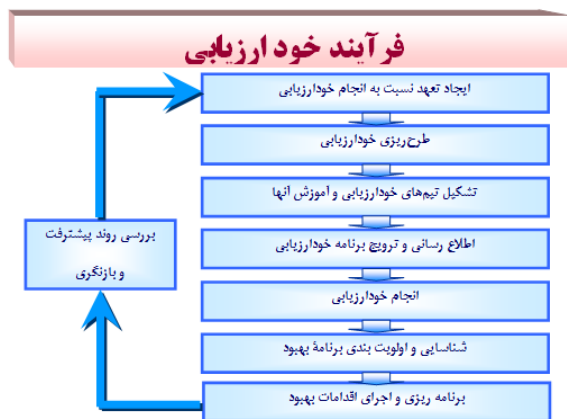 فرآیند خود ارزیابی
ایجاد تعهد نسبت به انجام خودارزیابی
طرح‌ریزی خودارزیابی
تشکیل تیم‌های خودارزیابی و آموزش آنها
اطلاع رسانی و ترویج برنامه خودارزیابی
انجام خودارزیابی
شناسایی و اولویت بندی برنامهٔ بهبود
برنامه ریزی و اجرای اقدامات بهبود
بررسی روند پیشترفت
و بازنگری